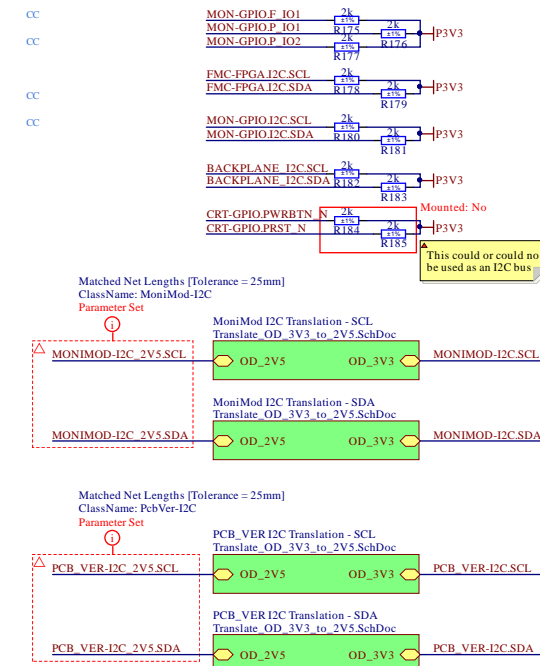 CC
CC
CC
CC
MON-GPIO.F_IO1
MON-GPIO.P_IO1
MON-GPIO.P_IO2
2k
±1%
R175
2k
±1%
R176
2k
±1%
R177
P3V3
FMC-FPGA.I2C.SCL
FMC-FPGA.I2C.SDA
2k
±1%
R178
2k
±1%
R179
P3V3
MON-GPIO.I2C.SCL
MON-GPIO.I2C.SDA
2k
±1%
R180
2k
±1%
R181
P3V3
BACKPLANE_I2C.SCL
BACKPLANE_I2C.SDA
2k
±1%
R182
2k
±1%
R183
P3V3
Mounted: No
CRT-GPIO.PWRBTN_N
CRT-GPIO.PRST_N
2k
±1%
R184
2k
±1%
R185
P3V3
This could or could no
be used as an I2C bus
Matched Net Lengths [Tolerance = 25mm]
ClassName: MoniMod-I2C
Parameter Set
i
MoniMod I2C Translation - SCL
Translate_OD_3V3_to_2V5.SchDoc
MONIMOD-I2C_2V5.SCL
OD_2V5
OD_3V3
MONIMOD-I2C.SCL
MoniMod I2C Translation - SDA
Translate_OD_3V3_to_2V5.SchDoc
MONIMOD-I2C_2V5.SDA
OD_2V5
OD_3V3
MONIMOD-I2C.SDA
Matched Net Lengths [Tolerance = 25mm]
ClassName: PcbVer-I2C
Parameter Set
i
PCB_VER I2C Translation - SCL
Translate_OD_3V3_to_2V5.SchDoc
PCB_VER-I2C_2V5.SCL
OD_2V5
OD_3V3
PCB_VER-I2C.SCL
PCB_VER I2C Translation - SDA
Translate_OD_3V3_to_2V5.SchDoc
PCB_VER-I2C_2V5.SDA
OD_2V5
OD_3V3
PCB_VER-I2C.SDA